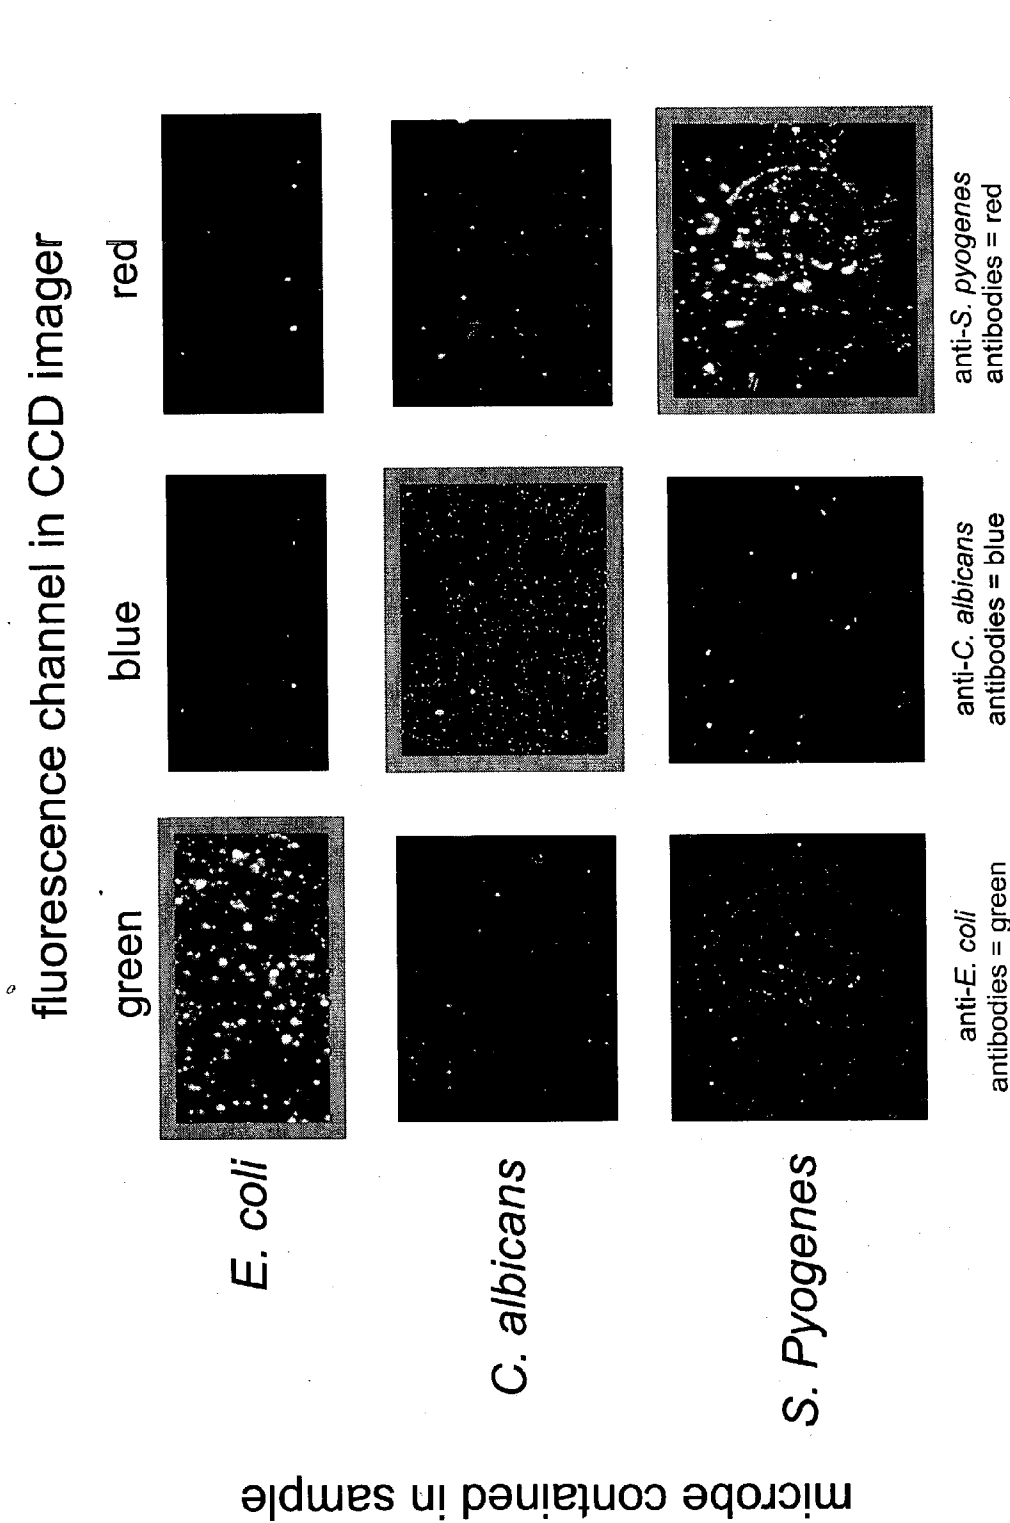 fluorescence channel in CCD imager
green blue red
E. coli
C. albicans
S. Pyogenes
microbe contained in sample
anti-E. coli
antibodies = green
anti-C. albicans
antibodies = blue
anti-S. pyogenes
antibodies = red